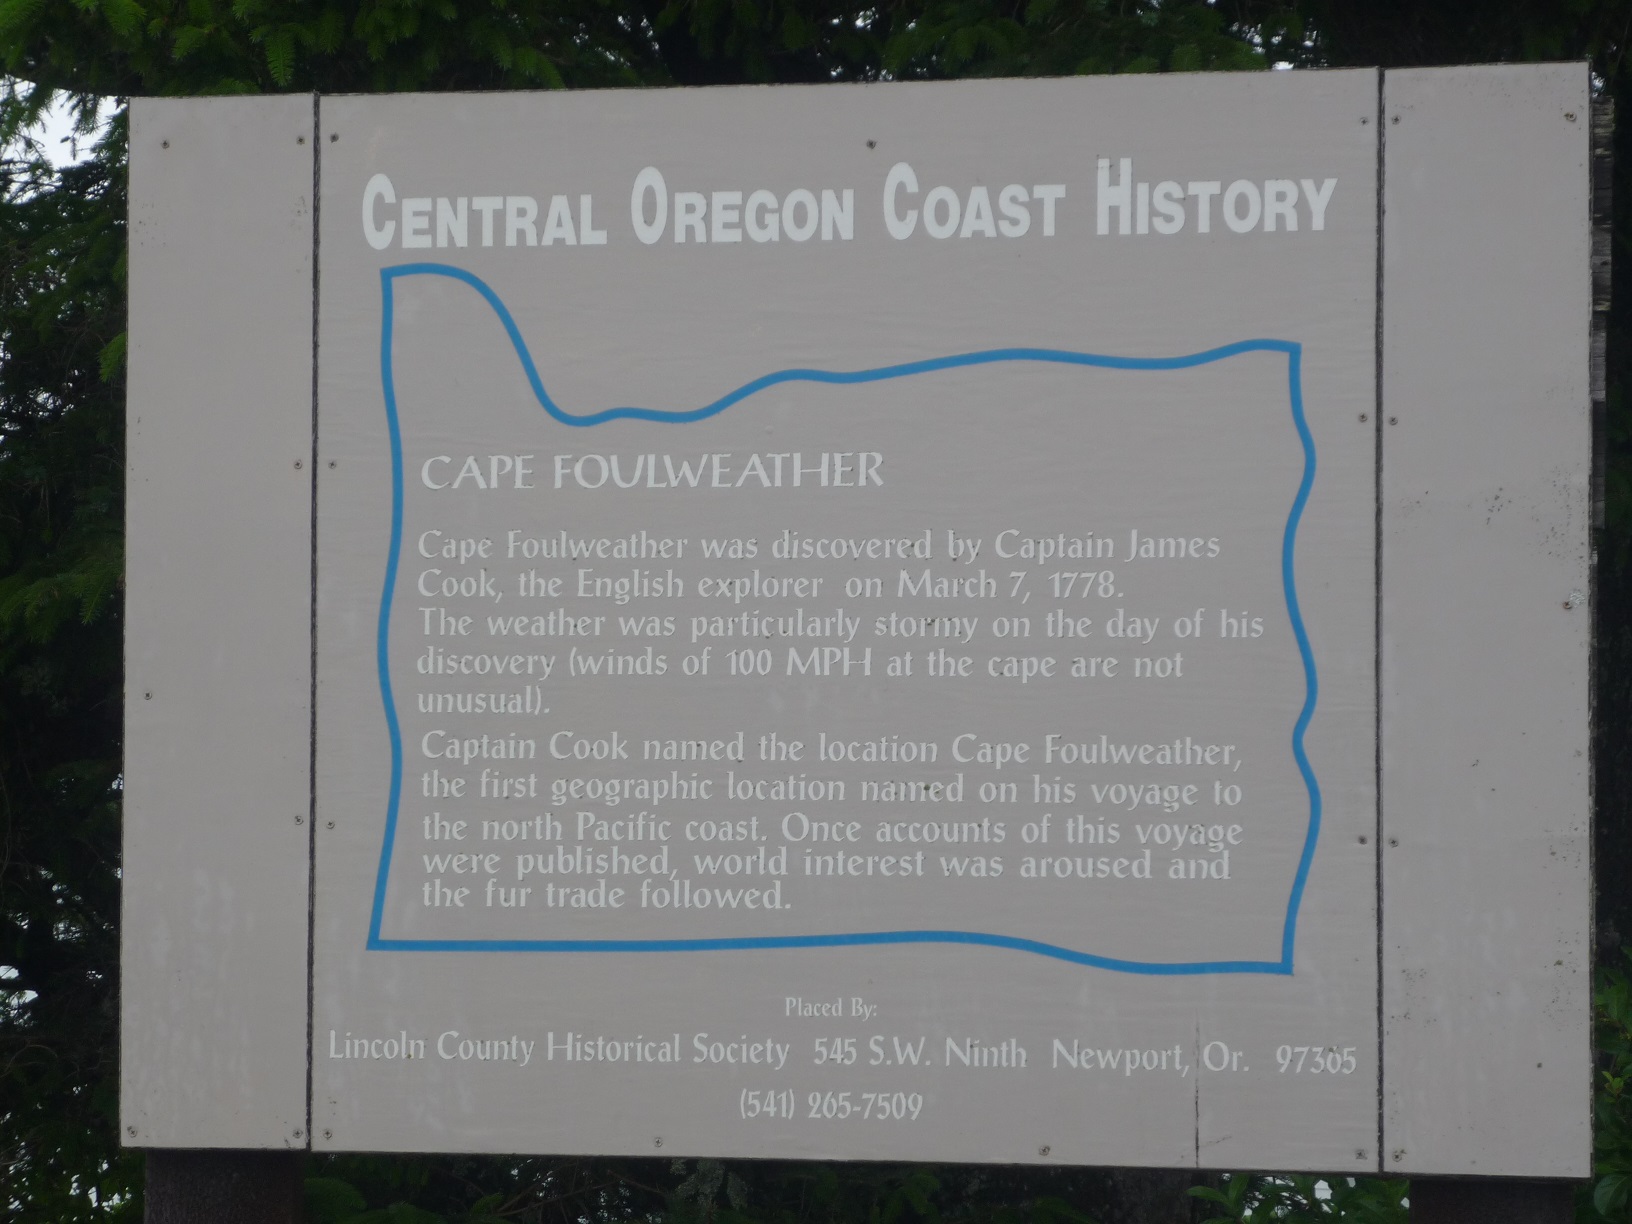 CENTRAL OREGON COAST HISTORY
CAPE FOULWEATHER
Cape Foulweather was discovered by Captain James
Cook, the English explorer on March 7, 1778.
The weather was particularly stormy on the day of his
discovery (winds of 100 MPH at the cape are not
unusual).
Captain Cook named the location Cape Foulweather,
the first geographic location named on his voyage to
the north Pacific coast. Once accounts of this voyage
were published, world interest was aroused and
the fur trade followed.
Placed By:
Lincoln County Historical Society 545 S.W. Ninth Newport, Or. 97365
(541) 265-7509